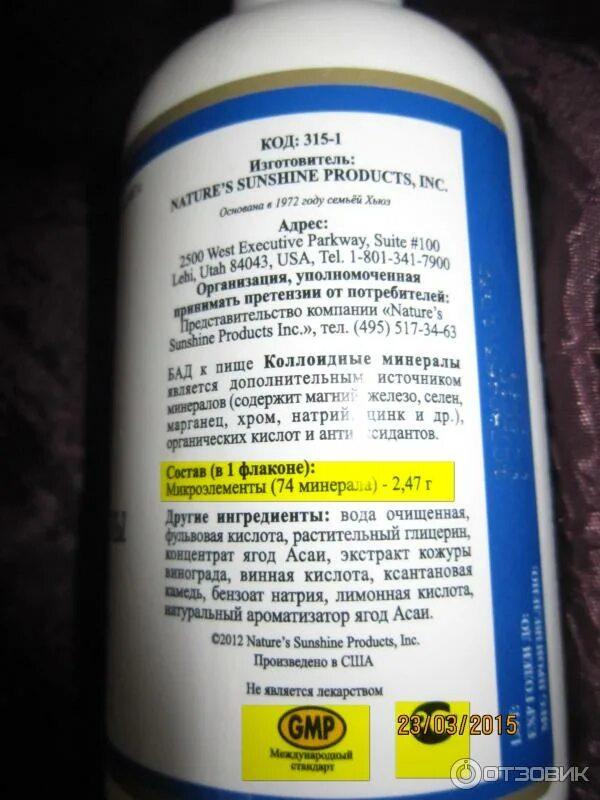 КОД: 315-1
Изготовитель:
NATURE'S SUNSHINE PRODUCTS, INC.
Основана в 1972 году семьёй Хьюз
Адрес:
2500 West Executive Parkway, Suite #100
Lehi, Utah 84043, USA, Tel. 1-801-341-7900
Организация, уполномоченная
принимать претензии от потребителей:
Представительство компании «Nature's
Sunshine Products Inc.», тел. (495) 517-34-63
БАД к пище Коллоидные минералы
является дополнительным источником
минералов (содержит магний, железо, селен,
марганец, хром, натрий, цинк и др.),
органических кислот и антиоксидантов.
Состав (в 1 флаконе):
Микроэлементы (74 минерала) - 2,47 г
Другие ингредиенты: вода очищенная,
фульвовая кислота, растительный глицерин,
концентрат ягод Асаи, экстракт кожуры
винограда, винная кислота, ксантановая
камедь, бензоат натрия, лимонная кислота,
натуральный ароматизатор ягод Асаи.
©2012 Nature's Sunshine Products, Inc.
Произведено в США
Не является лекарством
GMP
Международный
стандарт
23/03/2015
ОТЗОВИК